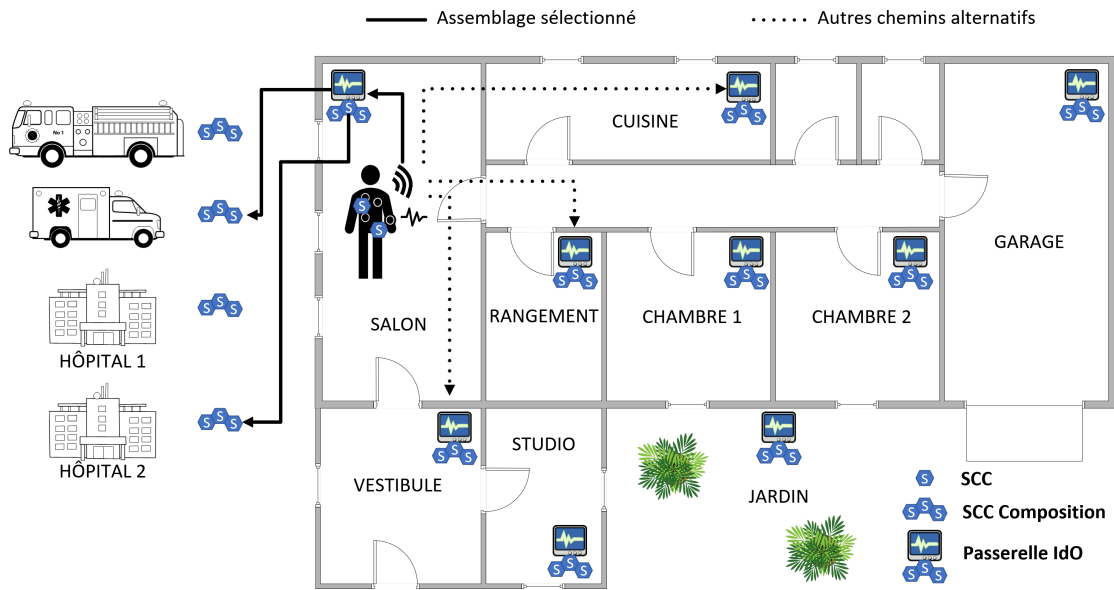 Assemblage sélectionné
Autres chemins alternatifs
No 1
S S S
S S S
S S S
CUISINE
S S S
S S S
S S S
S
S
GARAGE
S S S
S S S
S S S
S S S
SALON
RANGEMENT
CHAMBRE 1
CHAMBRE 2
HÔPITAL 1
S S S
S S S
STUDIO
S S S
HÔPITAL 2
VESTIBULE
JARDIN
S SCC
S S S SCC Composition
S S S
Passerelle IdO
S S S